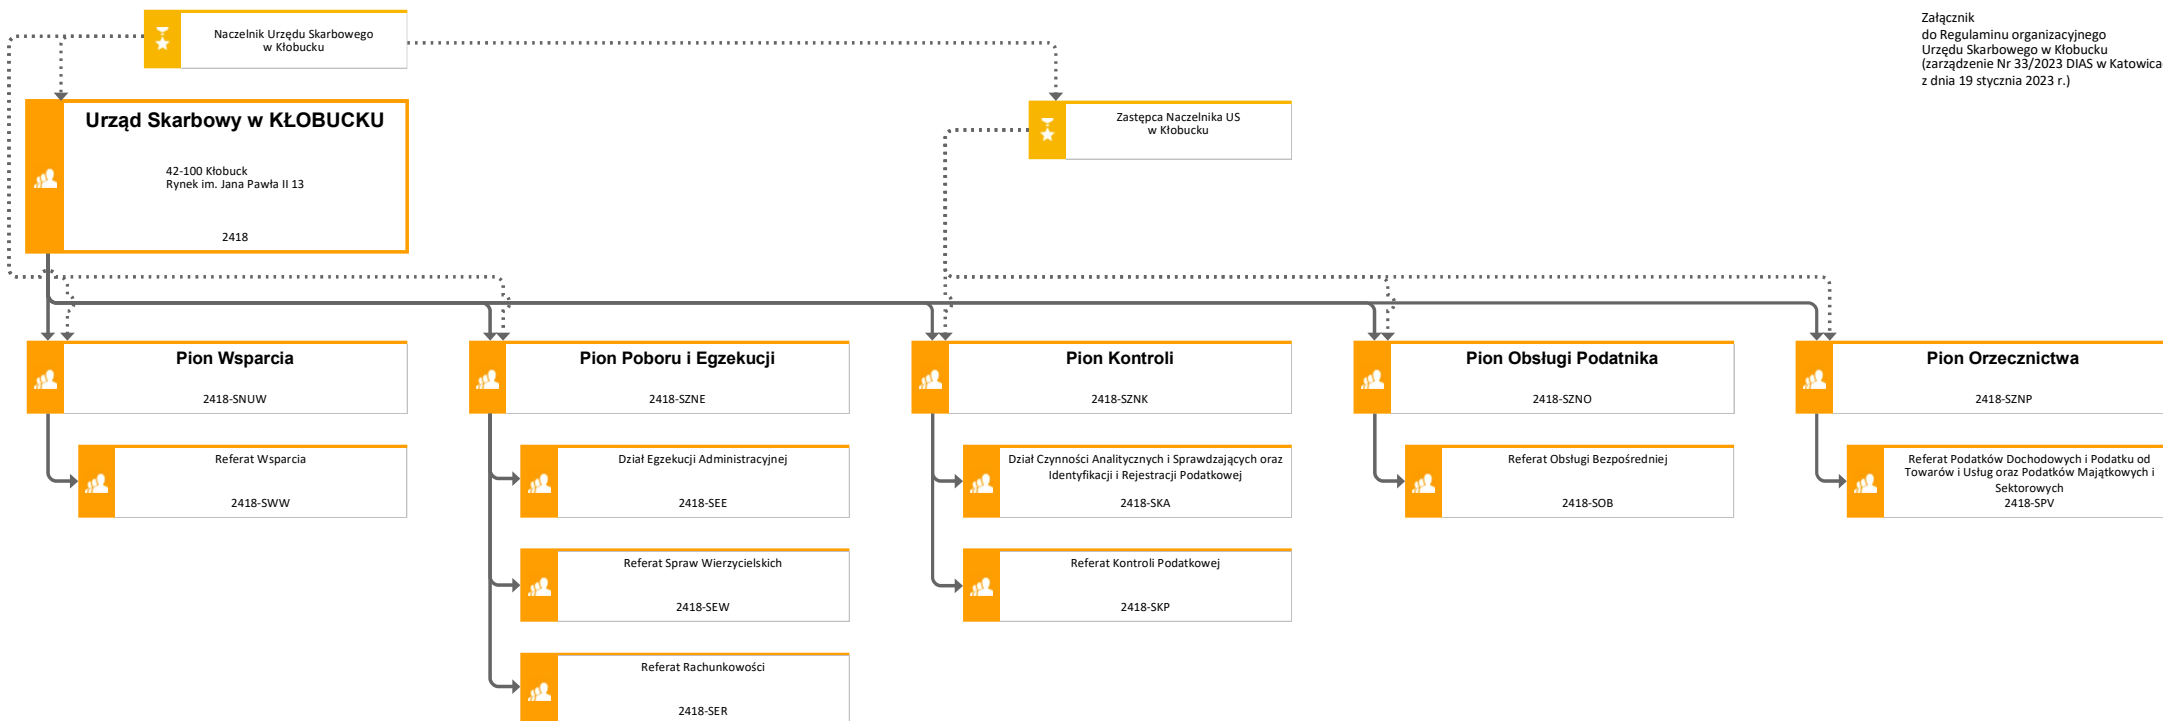 Naczelnik Urzędu Skarbowego
w Kłobucku
Załącznik
do Regulaminu organizacyjnego
Urzędu Skarbowego w Kłobucku
(zarządzenie Nr 33/2023 DIAS w Katowica
z dnia 19 stycznia 2023 r.)
Urząd Skarbowy w KŁOBUCKU
42-100 Kłobuck
Rynek im. Jana Pawła II 13
2418
Zastępca Naczelnika US
w Kłobucku
Pion Wsparcia
2418-SNUW
Referat Wsparcia
2418-SWW
Pion Poboru i Egzekucji
2418-SZNE
Dział Egzekucji Administracyjnej
2418-SEE
Referat Spraw Wierzycielskich
2418-SEW
Referat Rachunkowości
2418-SER
Pion Kontroli
2418-SZNK
Dział Czynności Analitycznych i Sprawdzających oraz
Identyfikacji i Rejestracji Podatkowej
2418-SKA
Referat Kontroli Podatkowej
2418-SKP
Pion Obsługi Podatnika
2418-SZNO
Referat Obsługi Bezpośredniej
2418-SOB
Pion Orzecznictwa
2418-SZNP
Referat Podatków Dochodowych i Podatku od
Towarów i Usług oraz Podatków Majątkowych i
Sektorowych
2418-SPV